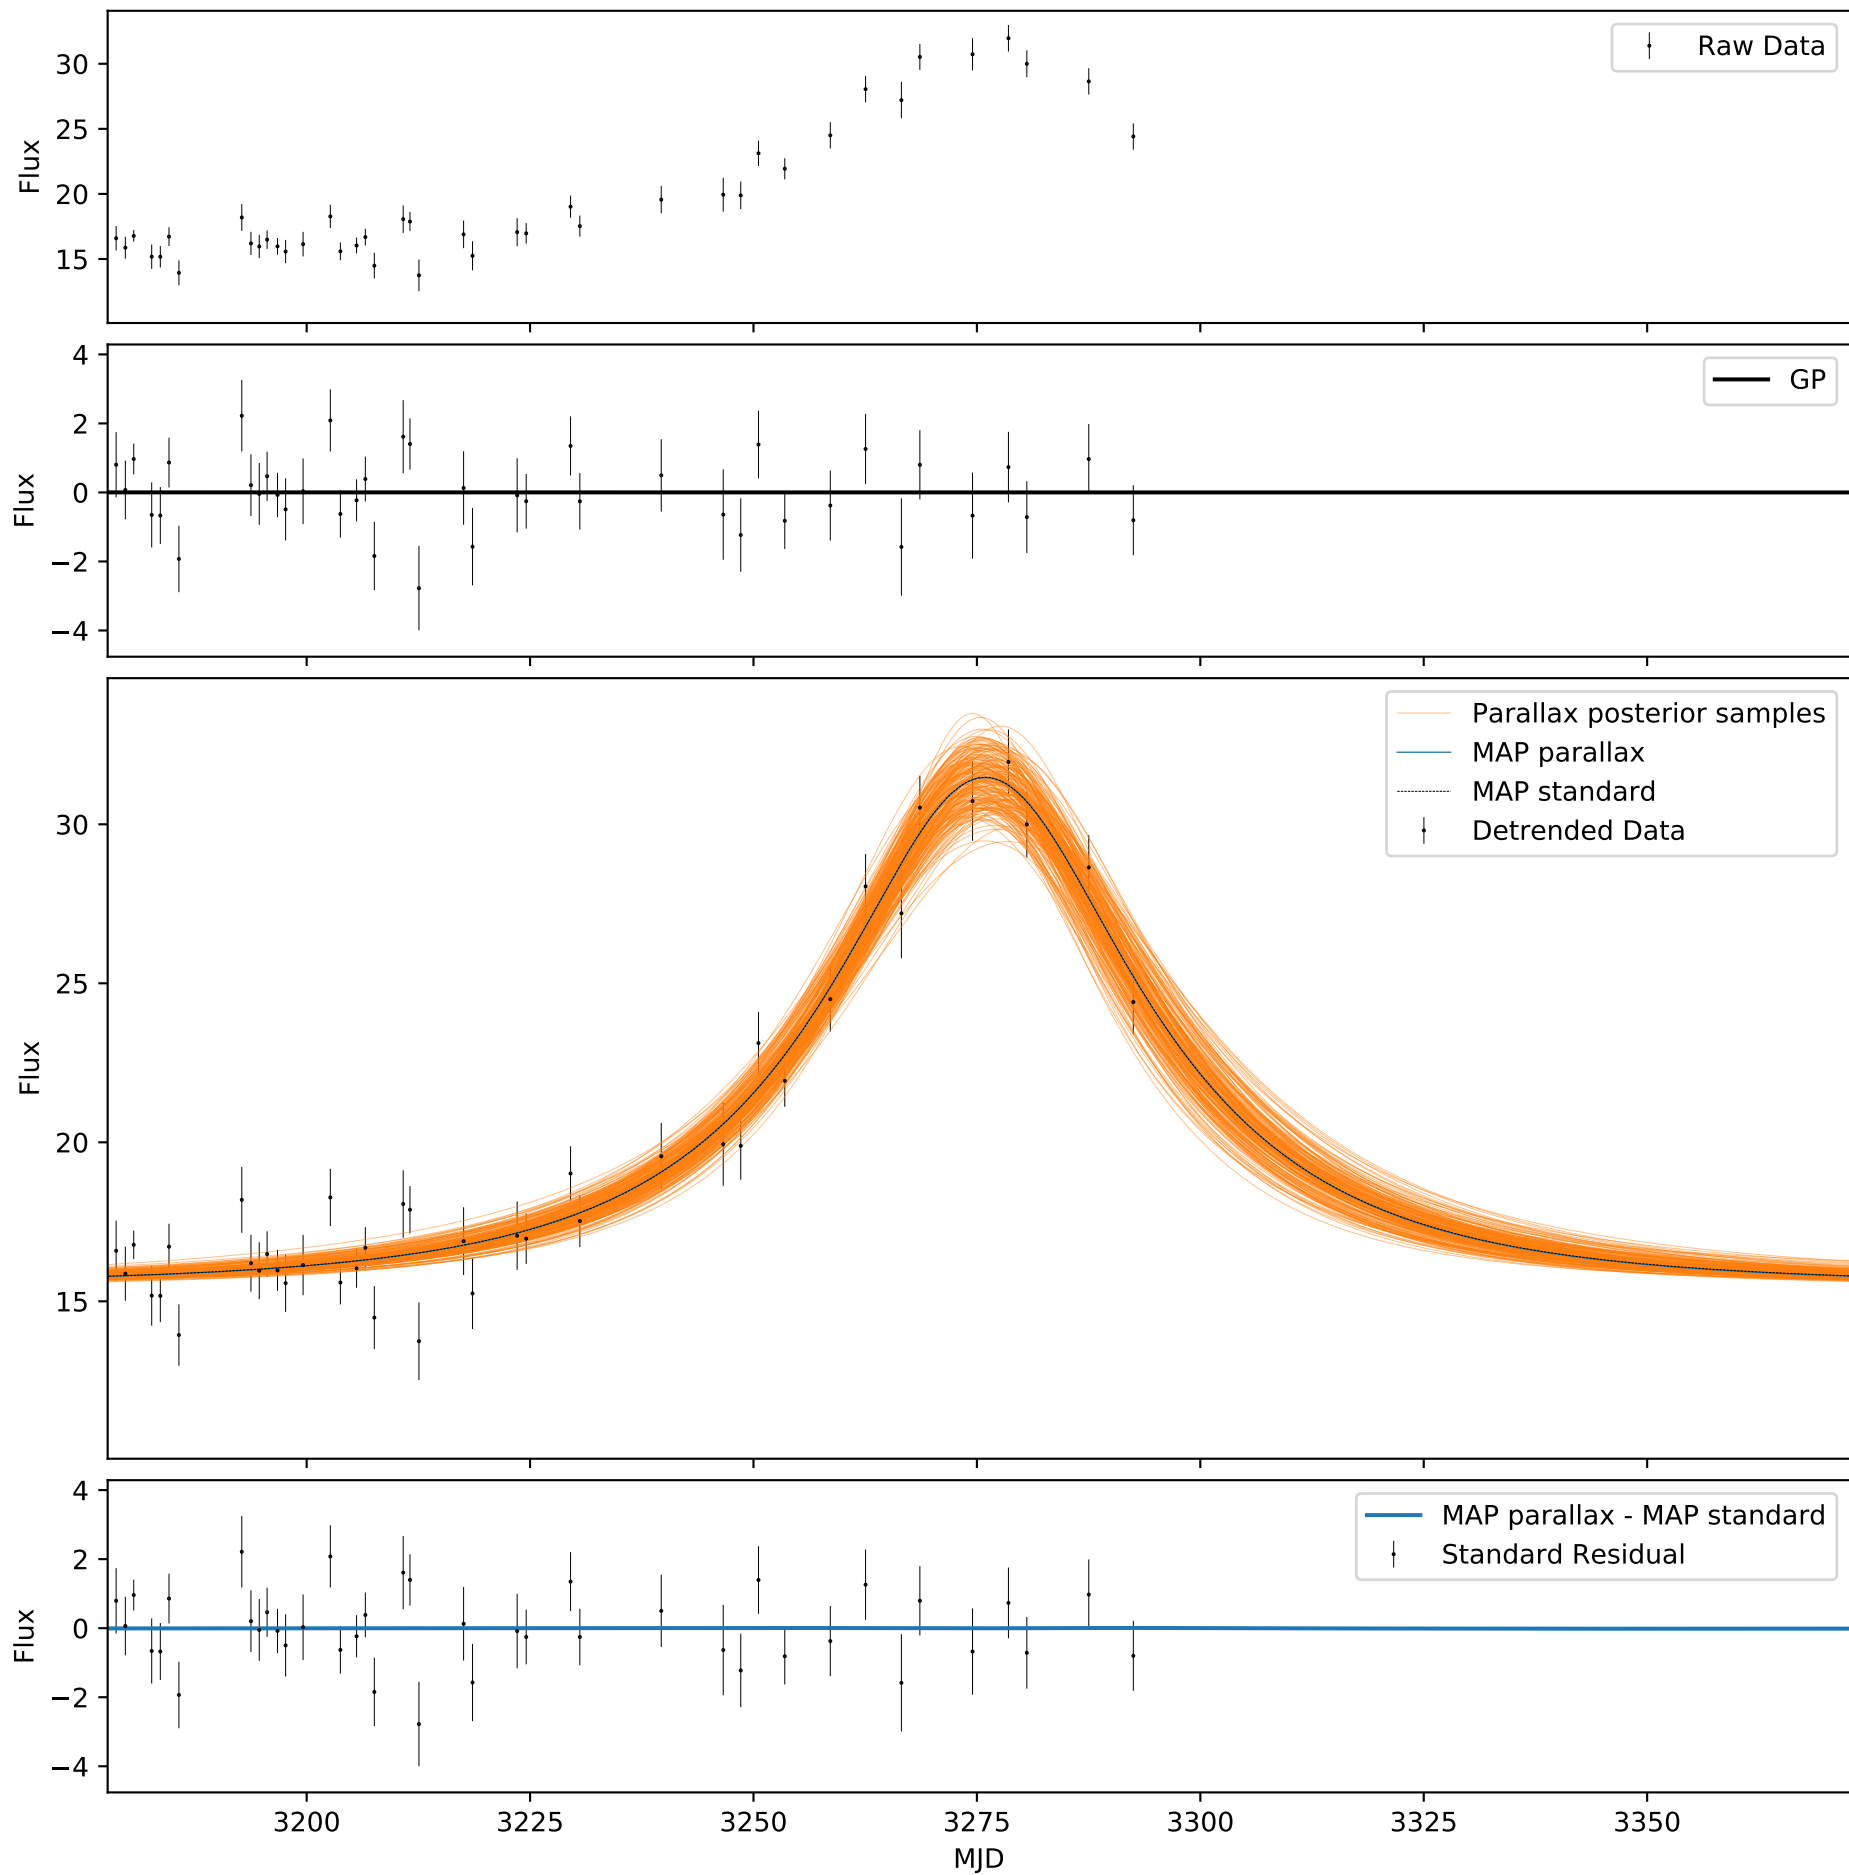 30
25
20
15
Flux
Raw Data
4
2
0
−2
−4
Flux
GP
30
25
20
15
Flux
Parallax posterior samples
MAP parallax
MAP standard
Detrended Data
4
2
0
−2
−4
Flux
MAP parallax - MAP standard
Standard Residual
3200 3225 3250 3275 3300 3325 3350
MJD